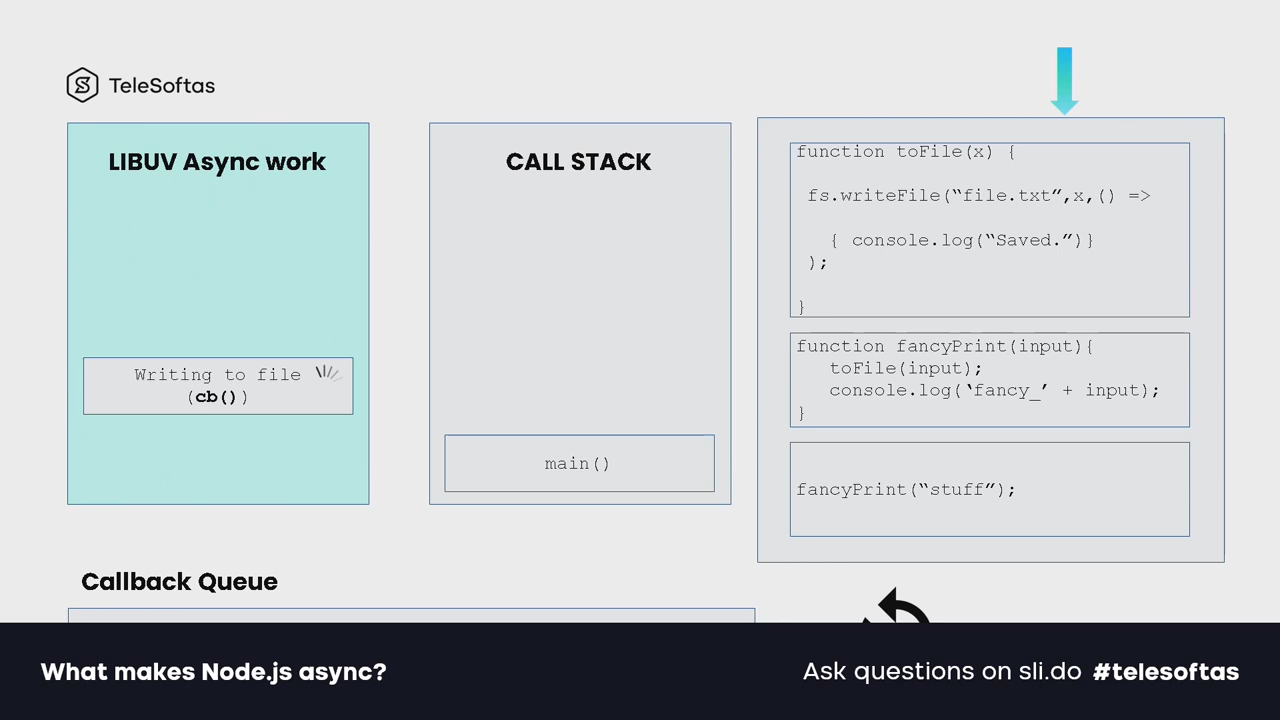 TeleSoftas
LIBUV Async work
Writing to file
(cb())
CALL STACK
main()
function toFile(x) {
fs.writeFile(“file.txt”,x,() =>
{ console.log(“Saved.”)}
);
}
function fancyPrint(input){
toFile(input);
console.log(‘fancy_’ + input);
}
fancyPrint(“stuff”);
Callback Queue
What makes Node.js async?
Ask questions on sli.do #telesoftas